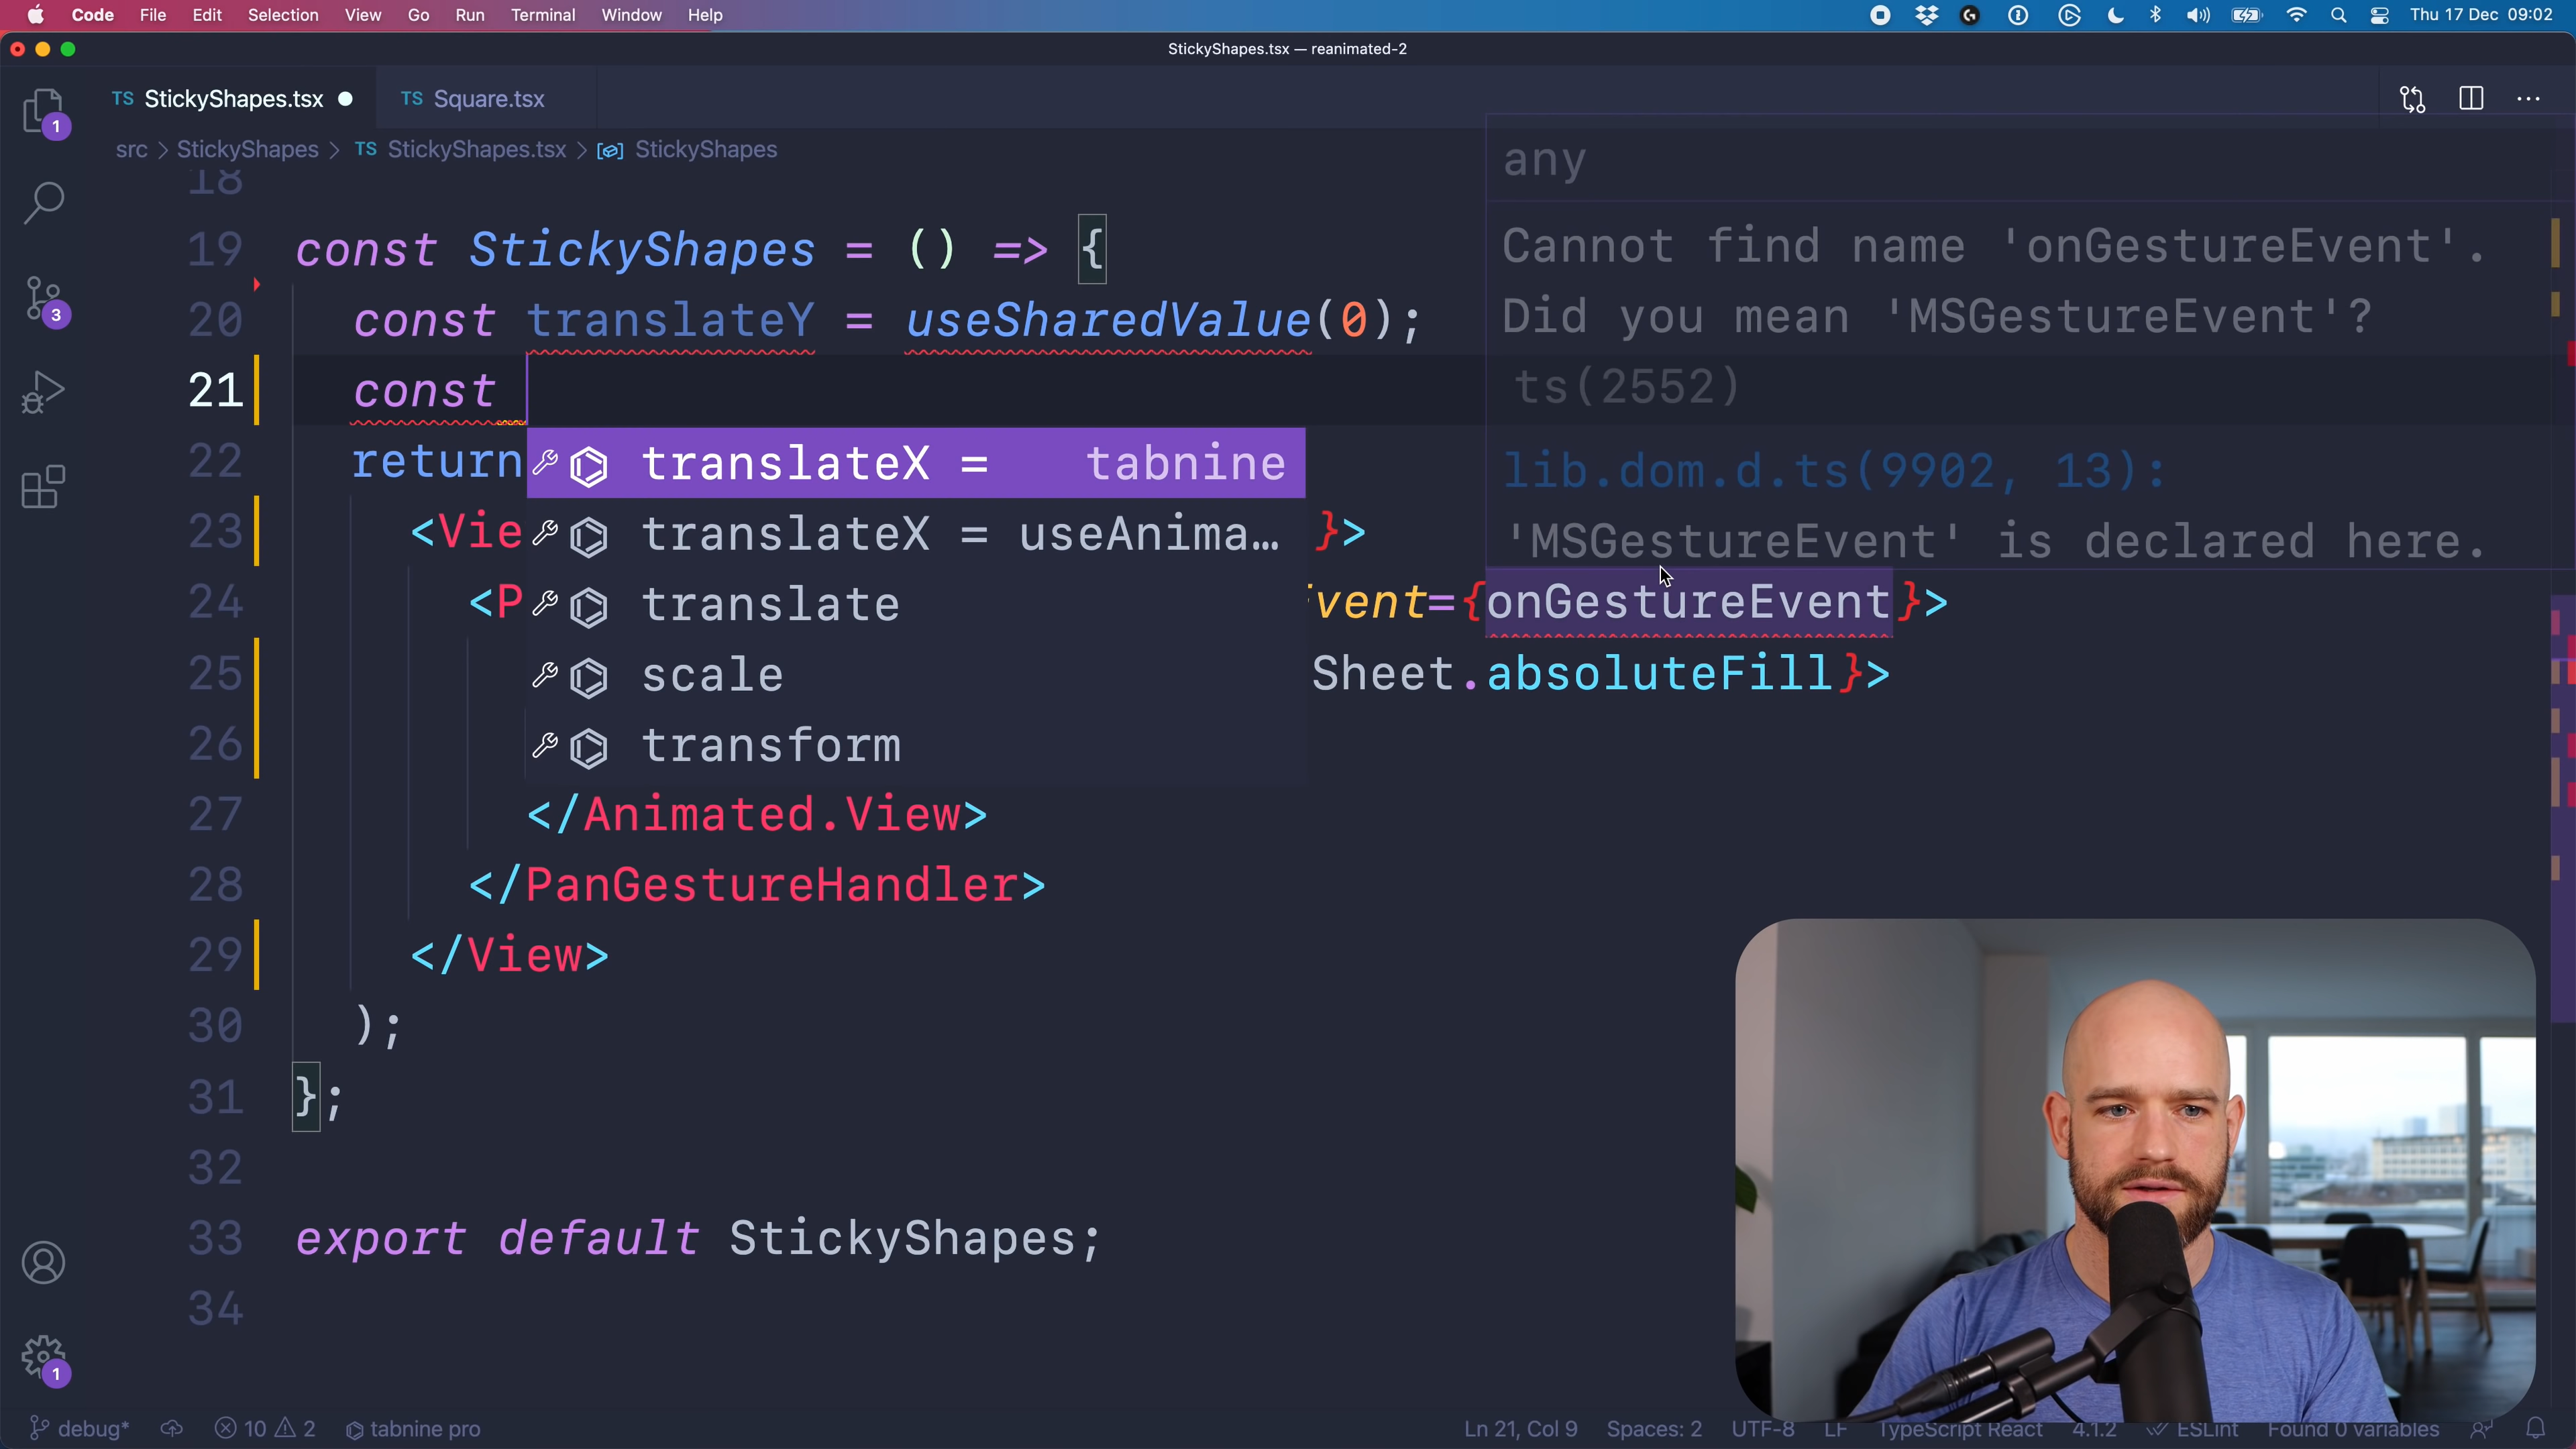 Code File Edit Selection View Go Run Terminal Window Help Thu 17 Dec 09:02
StickyShapes.tsx — reanimated-2
TS StickyShapes.tsx TS Square.tsx
src > StickyShapes > TS StickyShapes.tsx > StickyShapes
1
3
1
18
19 const StickyShapes = () => {
20 const translateY = useSharedValue(0);
21 const
22 return
23 <Vie }>
24 <P vent={onGestureEvent}>
25 Sheet.absoluteFill}>
26
27 </Animated.View>
28 </PanGestureHandler>
29 </View>
30 );
31 };
32
33 export default StickyShapes;
34
translateX = tabnine
translateX = useAnima…
translate
scale
transform
any
Cannot find name 'onGestureEvent'.
Did you mean 'MSGestureEvent'?
ts(2552)
lib.dom.d.ts(9902, 13):
'MSGestureEvent' is declared here.
debug* 10 2 tabnine pro Ln 21, Col 9 Spaces: 2 UTF-8 LF TypeScript React 4.1.2 ESLint Found 0 variables